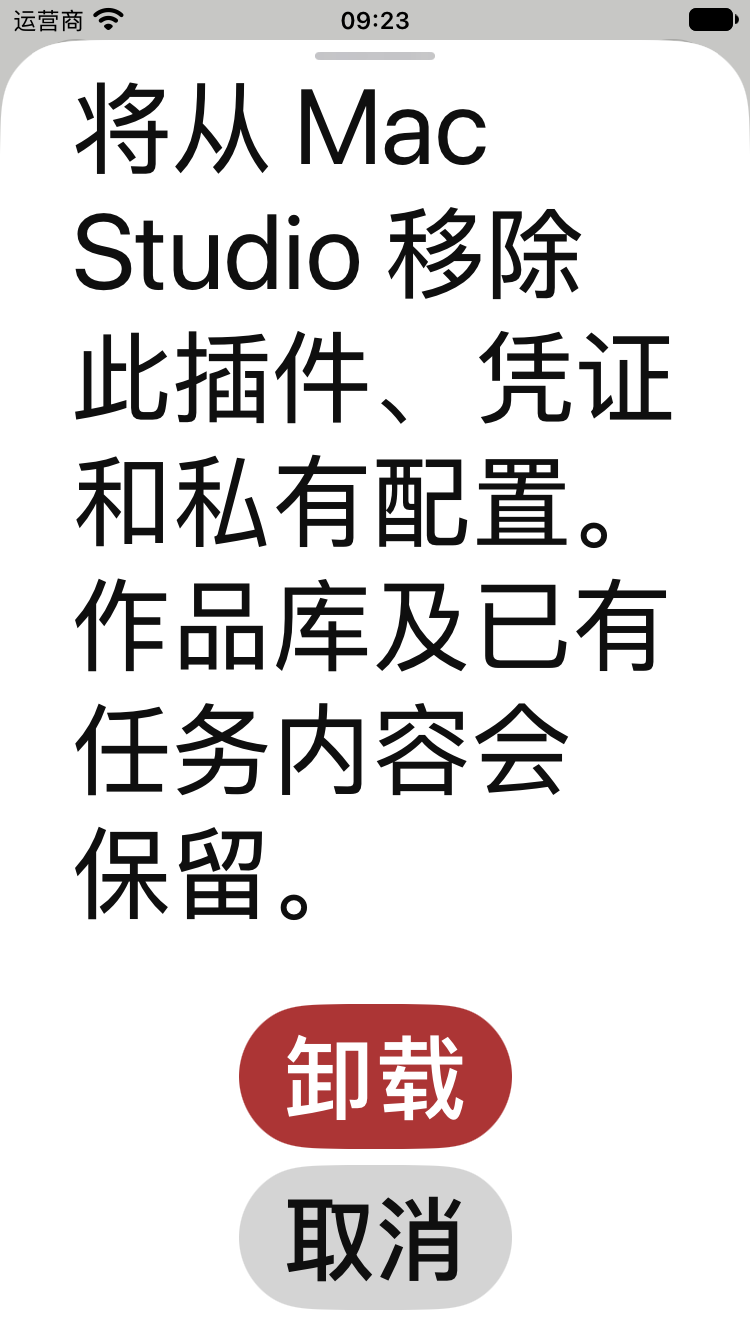 运营商 09:23
将从 Mac
Studio 移除
此插件、凭证
和私有配置。
作品库及已有
任务内容会
保留。
卸载
取消